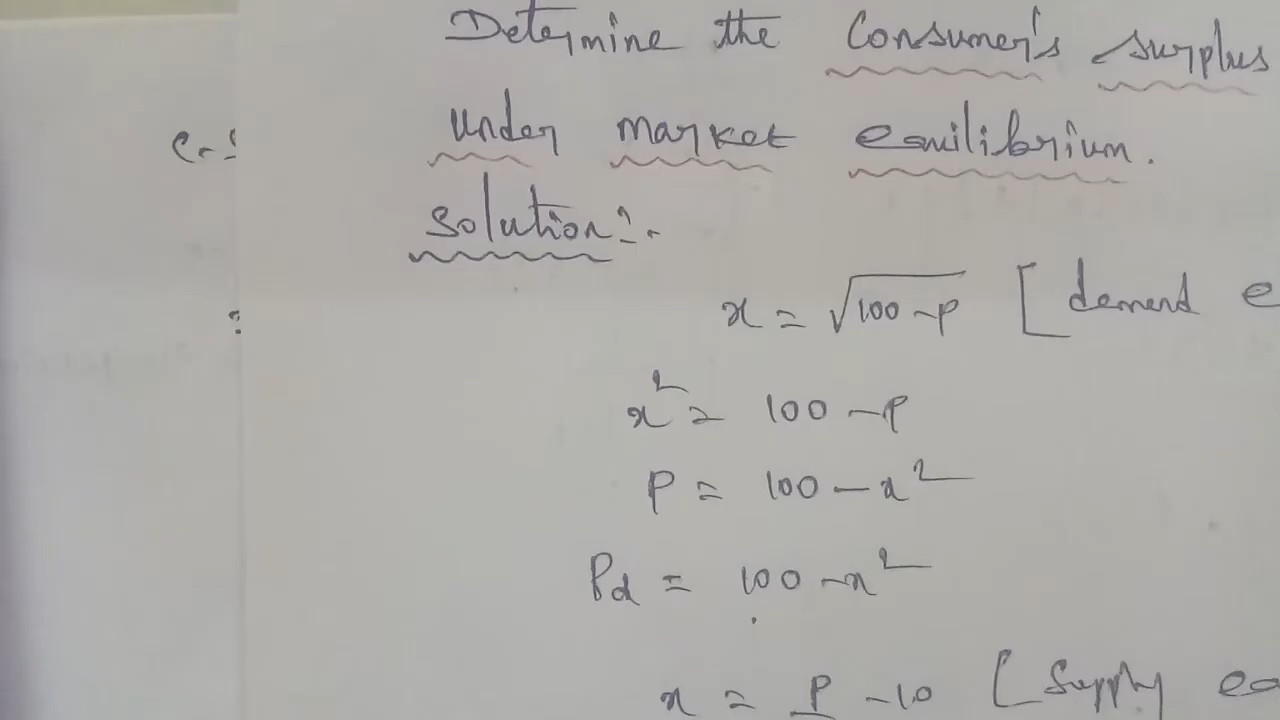 Determine the Consumer's surplus
under market equilibrium.
solution:-
x = √100-p [ demand e
x² = 100 - p
P = 100 - x²
Pd = 100 - x²
x = P - 10 [ supply eq